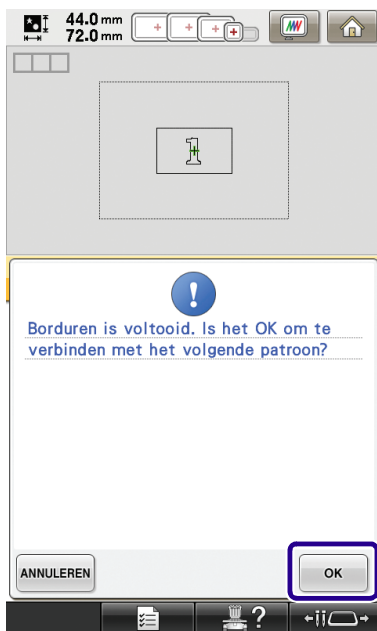 44.0 mm
72.0 mm
1
Borduren is voltooid. Is het OK om te
verbinden met het volgende patroon?
ANNULEREN
OK
?